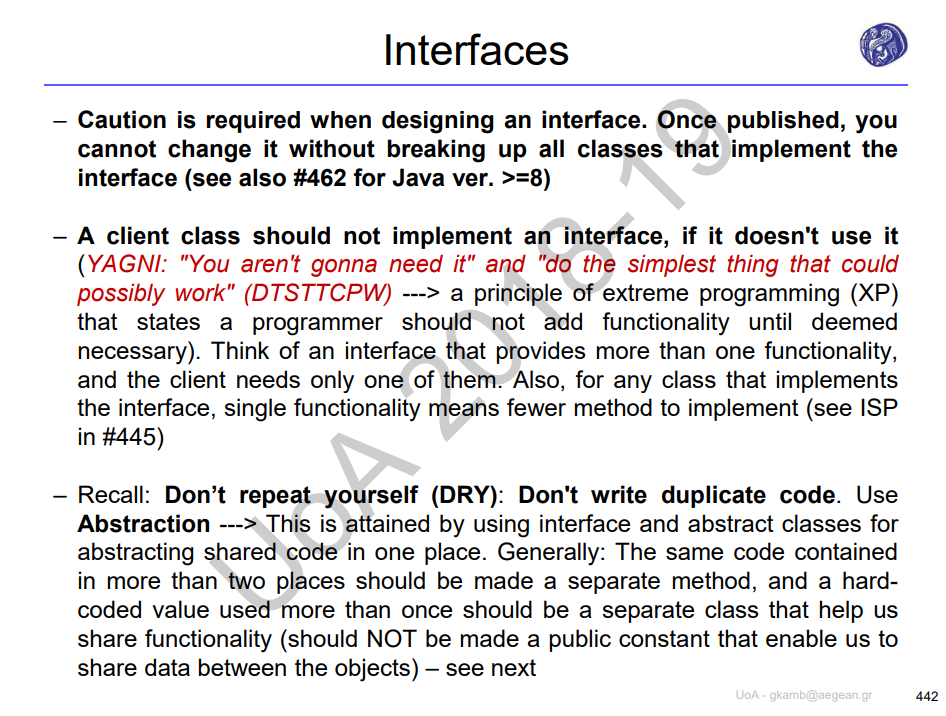 Interfaces
– Caution is required when designing an interface. Once published, you
cannot change it without breaking up all classes that implement the
interface (see also #462 for Java ver. >=8)
– A client class should not implement an interface, if it doesn't use it
(YAGNI: "You aren't gonna need it" and "do the simplest thing that could
possibly work" (DTSTTCPW) ---> a principle of extreme programming (XP)
that states a programmer should not add functionality until deemed
necessary). Think of an interface that provides more than one functionality,
and the client needs only one of them. Also, for any class that implements
the interface, single functionality means fewer method to implement (see ISP
in #445)
– Recall: Don’t repeat yourself (DRY): Don't write duplicate code. Use
Abstraction ---> This is attained by using interface and abstract classes for
abstracting shared code in one place. Generally: The same code contained
in more than two places should be made a separate method, and a hard-
coded value used more than once should be a separate class that help us
share functionality (should NOT be made a public constant that enable us to
share data between the objects) – see next
UoA 2018-19
UoA - gkamb@aegean.gr
442